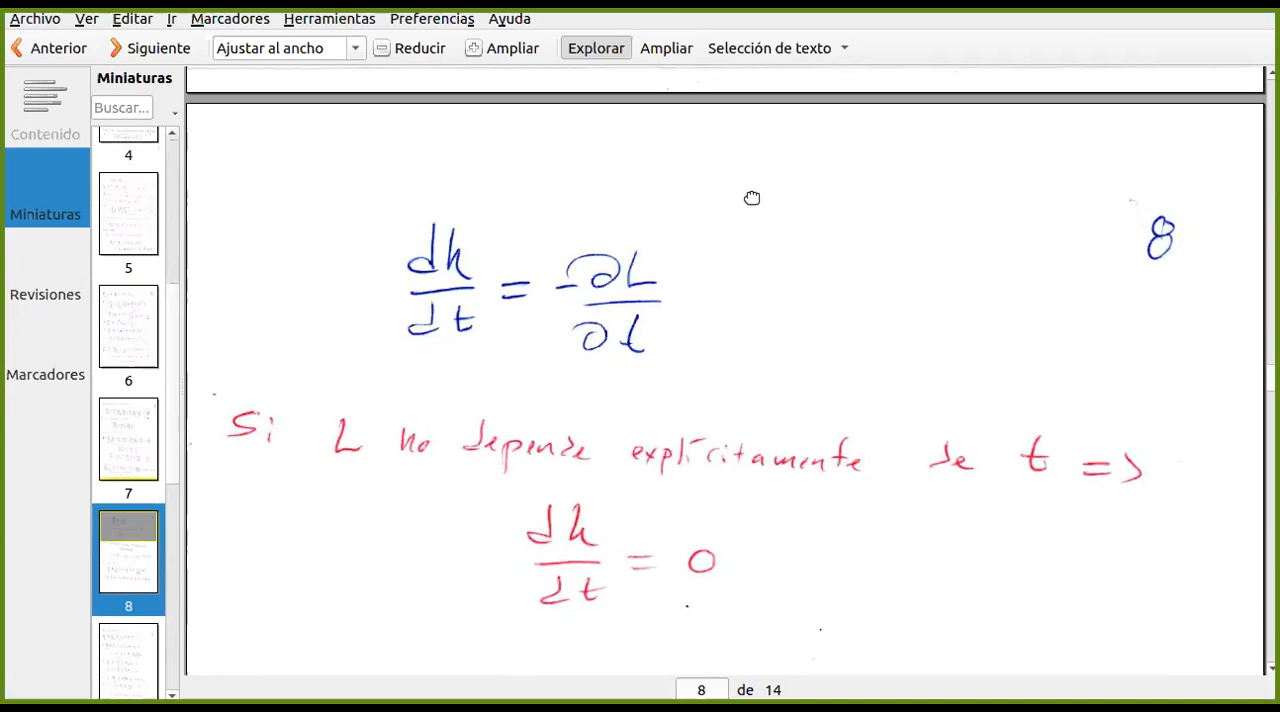 Archivo Ver Editar Ir Marcadores Herramientas Preferencias Ayuda
Anterior Siguiente Ajustar al ancho Reducir Ampliar Explorar Ampliar Selección de texto
Contenido
Miniaturas
Revisiones
Marcadores
Miniaturas
Buscar...
4
5
6
7
8
8
dh/dt = -∂L/∂t
Si L no depende explícitamente de t =>
dh/dt = 0
8 de 14